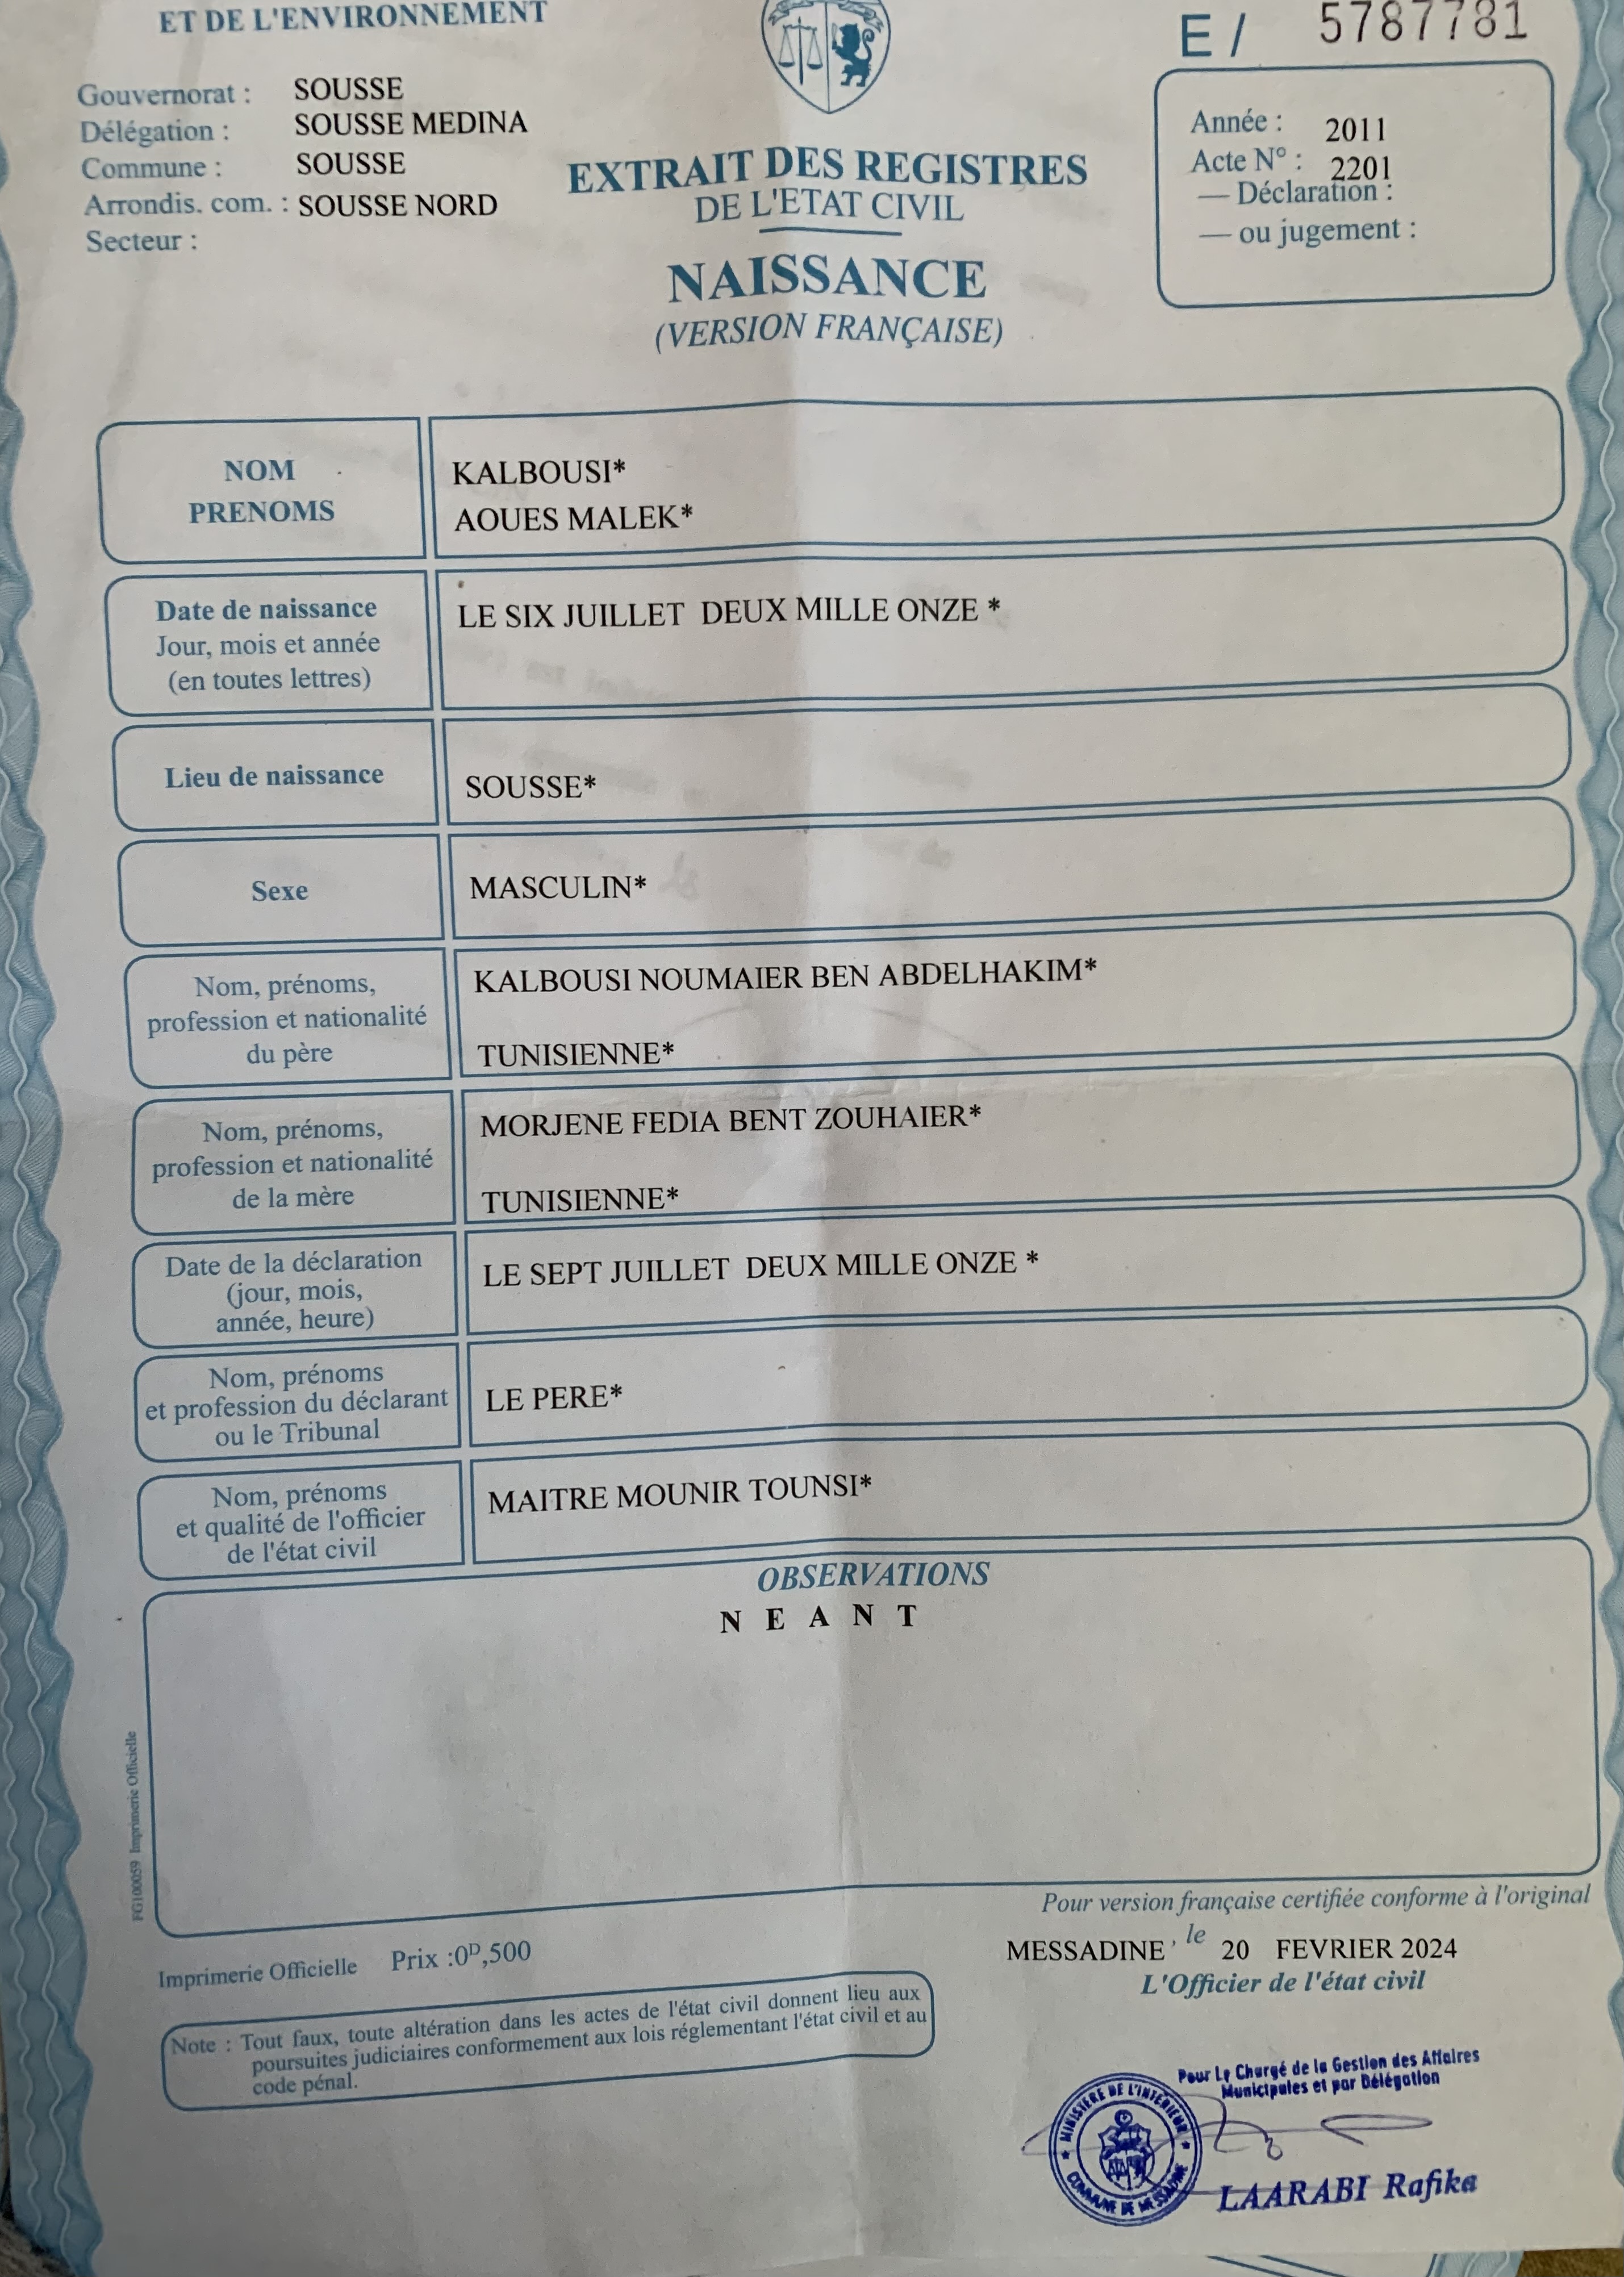 ET DE L'ENVIRONNEMENT
E / 5787781
Gouvernorat : SOUSSE
Délégation : SOUSSE MEDINA
Commune : SOUSSE
Arrondis. com. : SOUSSE NORD
Secteur :
EXTRAIT DES REGISTRES
DE L'ETAT CIVIL
NAISSANCE
(VERSION FRANÇAISE)
Année : 2011
Acte N° : 2201
— Déclaration :
— ou jugement :
NOM KALBOUSI*
PRENOMS AOUES MALEK*
Date de naissance LE SIX JUILLET DEUX MILLE ONZE *
Jour, mois et année
(en toutes lettres)
Lieu de naissance SOUSSE*
Sexe MASCULIN*
Nom, prénoms, KALBOUSI NOUMAIER BEN ABDELHAKIM*
profession et nationalité
du père TUNISIENNE*
Nom, prénoms, MORJENE FEDIA BENT ZOUHAIER*
profession et nationalité
de la mère TUNISIENNE*
Date de la déclaration LE SEPT JUILLET DEUX MILLE ONZE *
(jour, mois,
année, heure)
Nom, prénoms
et profession du déclarant LE PERE*
ou le Tribunal
Nom, prénoms MAITRE MOUNIR TOUNSI*
et qualité de l'officier
de l'état civil
OBSERVATIONS
N E A N T
FG100059 Imprimerie Officielle
Pour version française certifiée conforme à l'original
MESSADINE, le 20 FEVRIER 2024
L'Officier de l'état civil
Imprimerie Officielle Prix :0D,500
Note : Tout faux, toute altération dans les actes de l'état civil donnent lieu aux
poursuites judiciaires conformement aux lois réglementant l'état civil et au
code pénal.
Pour Le Chargé de la Gestion des Affaires
Municipales et par Délégation
MINISTERE DE L'INTERIEUR
COMMUNE DE MESSADINE
LAARABI Rafika